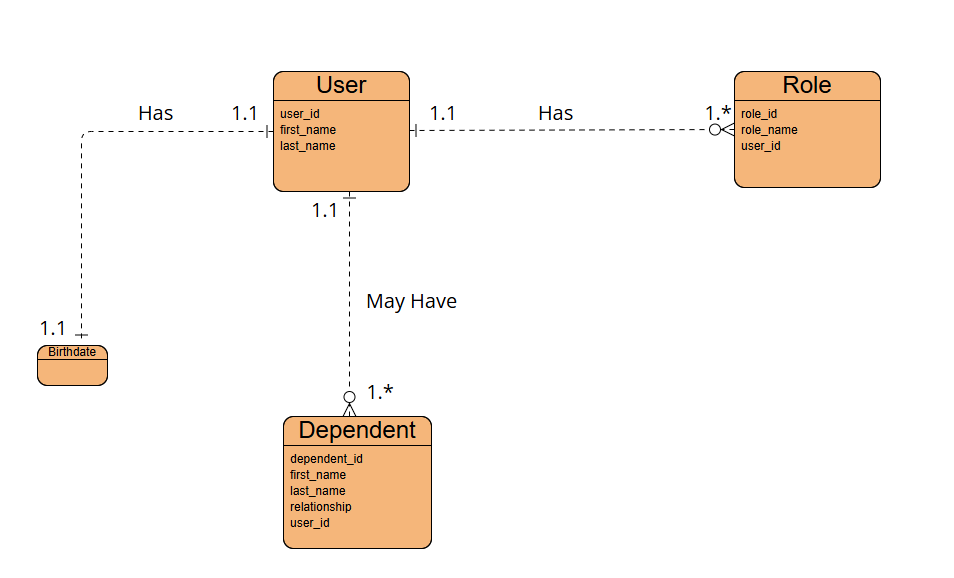 User
user_id
first_name
last_name
Role
role_id
role_name
user_id
Has
1.1
1.1
Has
1.*
1.1
May Have
1.1
Birthdate
1.*
Dependent
dependent_id
first_name
last_name
relationship
user_id